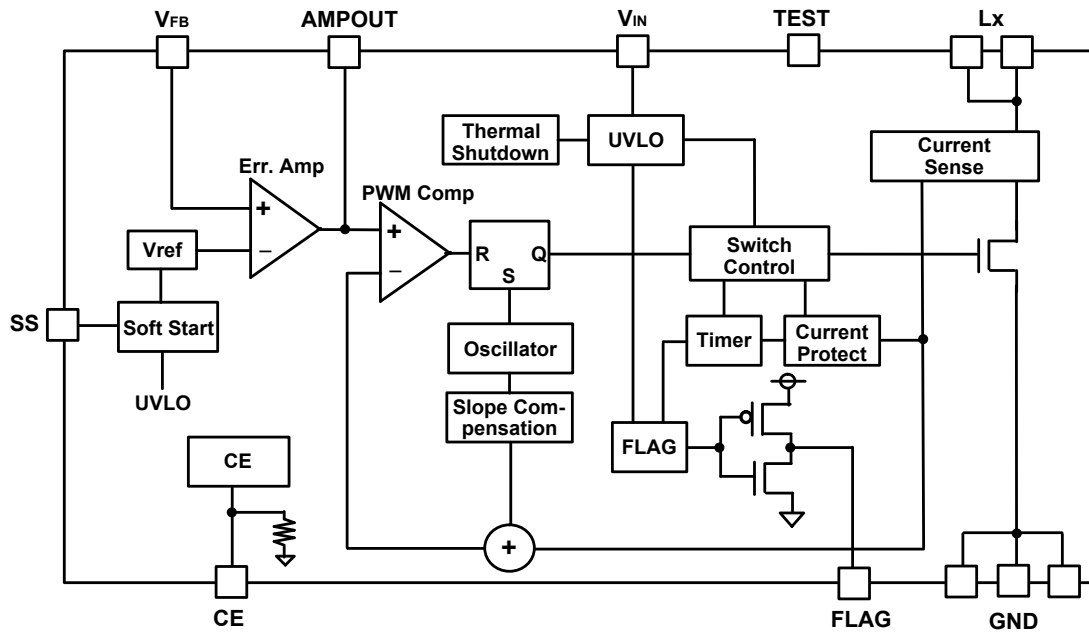 VFB
AMPOUT
VIN
TEST
Lx
Thermal
Shutdown
UVLO
Current
Sense
Err. Amp
+
−
PWM Comp
+
−
R
Q
S
Switch
Control
Vref
SS
Soft Start
UVLO
Oscillator
Timer
Current
Protect
Slope Com-
pensation
FLAG
CE
+
CE
FLAG
GND